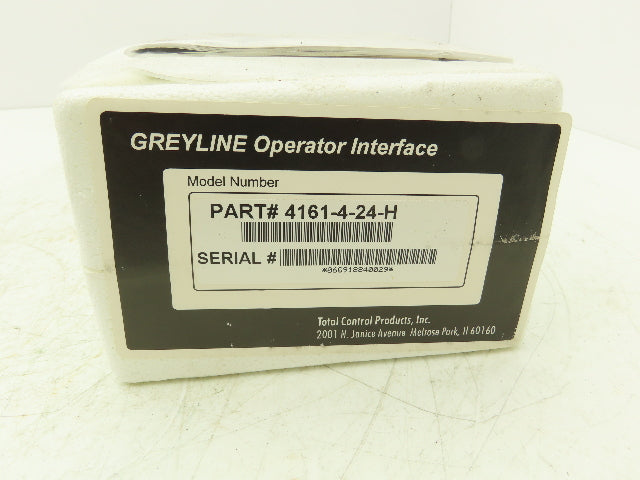 GREYLINE Operator Interface
Model Number
PART# 4161-4-24-H
SERIAL #
*060918840029*
Total Control Products, Inc.
2001 N. Janice Avenue Melrose Park, Il 60160